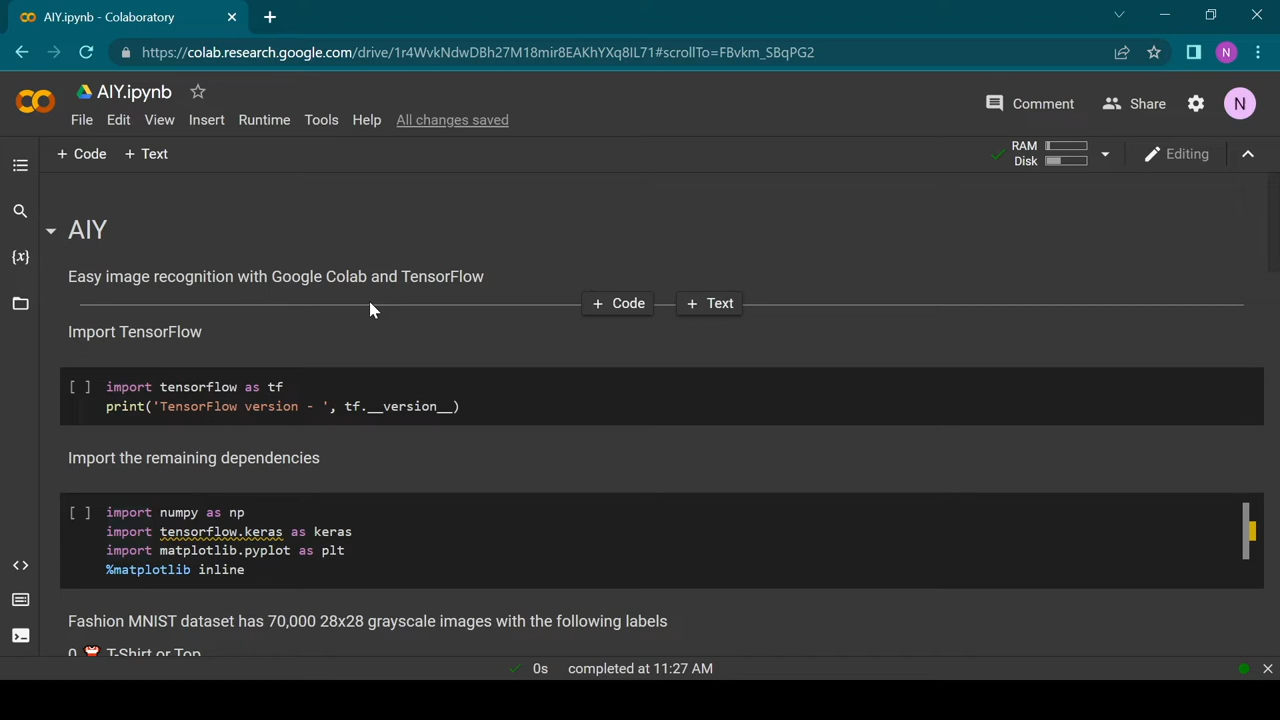 AIY.ipynb - Colaboratory
https://colab.research.google.com/drive/1r4WvkNdwDBh27M18mir8EAKhYXq8IL71#scrollTo=FBvkm_SBqPG2
N
AIY.ipynb
Comment
Share
N
File Edit View Insert Runtime Tools Help All changes saved
+ Code + Text
RAM
Disk
Editing
AIY
Easy image recognition with Google Colab and TensorFlow
+ Code + Text
Import TensorFlow
[ ] import tensorflow as tf
print('TensorFlow version - ', tf.__version__)
Import the remaining dependencies
[ ] import numpy as np
import tensorflow.keras as keras
import matplotlib.pyplot as plt
%matplotlib inline
Fashion MNIST dataset has 70,000 28x28 grayscale images with the following labels
0 T-Shirt or Top
0s completed at 11:27 AM